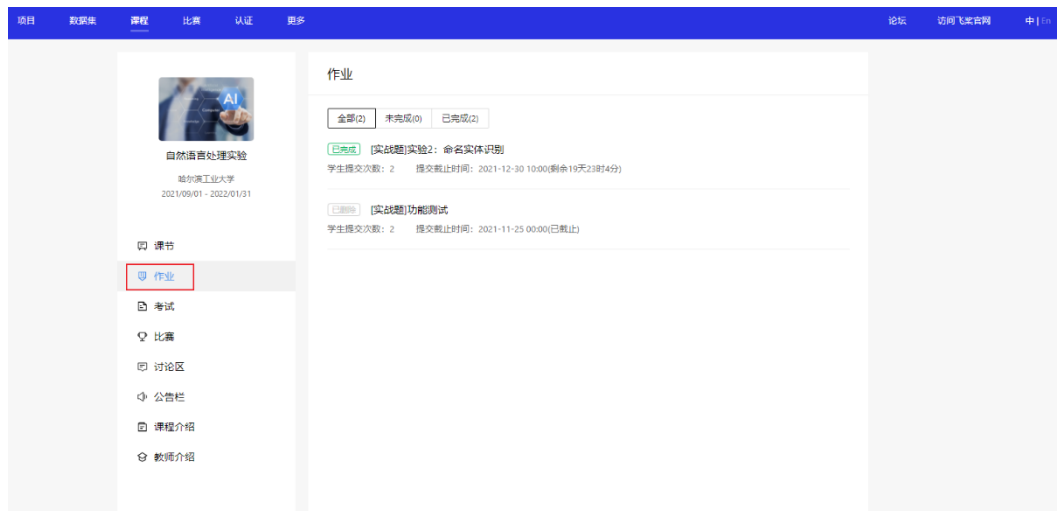 项目 数据集 课程 比赛 认证 更多 论坛 访问飞桨官网 中 | En
AI
自然语言处理实验
哈尔滨工业大学
2021/09/01 - 2022/01/31
课节
作业
考试
比赛
讨论区
公告栏
课程介绍
教师介绍
作业
全部(2) 未完成(0) 已完成(2)
已完成 [实战题]实验2：命名实体识别
学生提交次数：2 提交截止时间：2021-12-30 10:00(剩余19天23时4分)
已删除 [实战题]功能测试
学生提交次数：2 提交截止时间：2021-11-25 00:00(已截止)